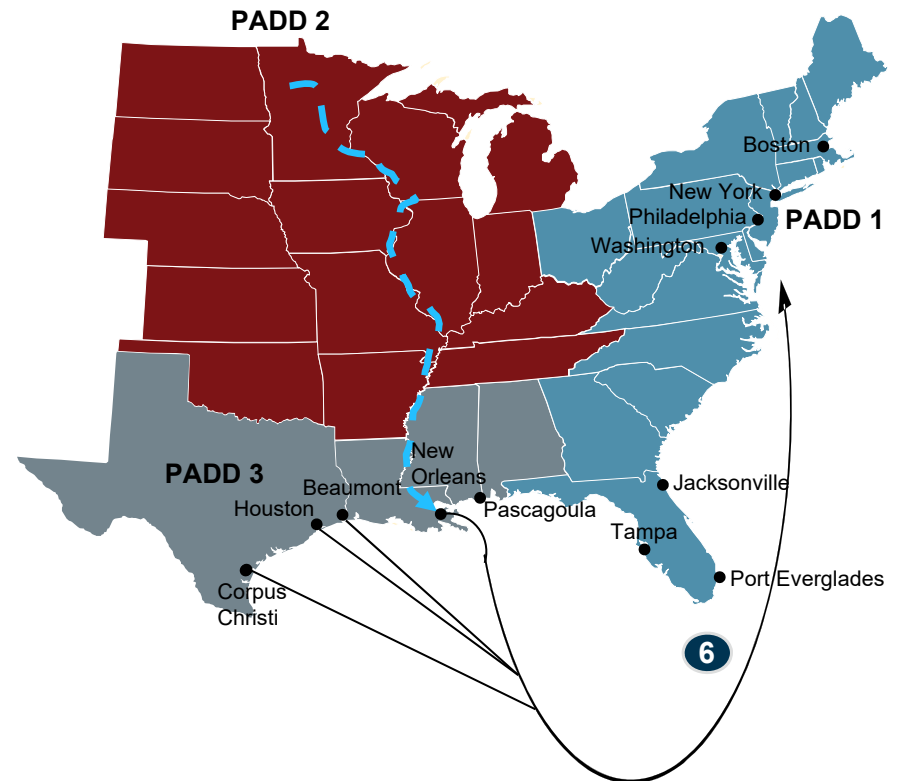 PADD 2
Boston
New York
Philadelphia
PADD 1
Washington
New
Orleans
PADD 3
Beaumont
Houston
Pascagoula
Jacksonville
Tampa
Port Everglades
Corpus
Christi
6